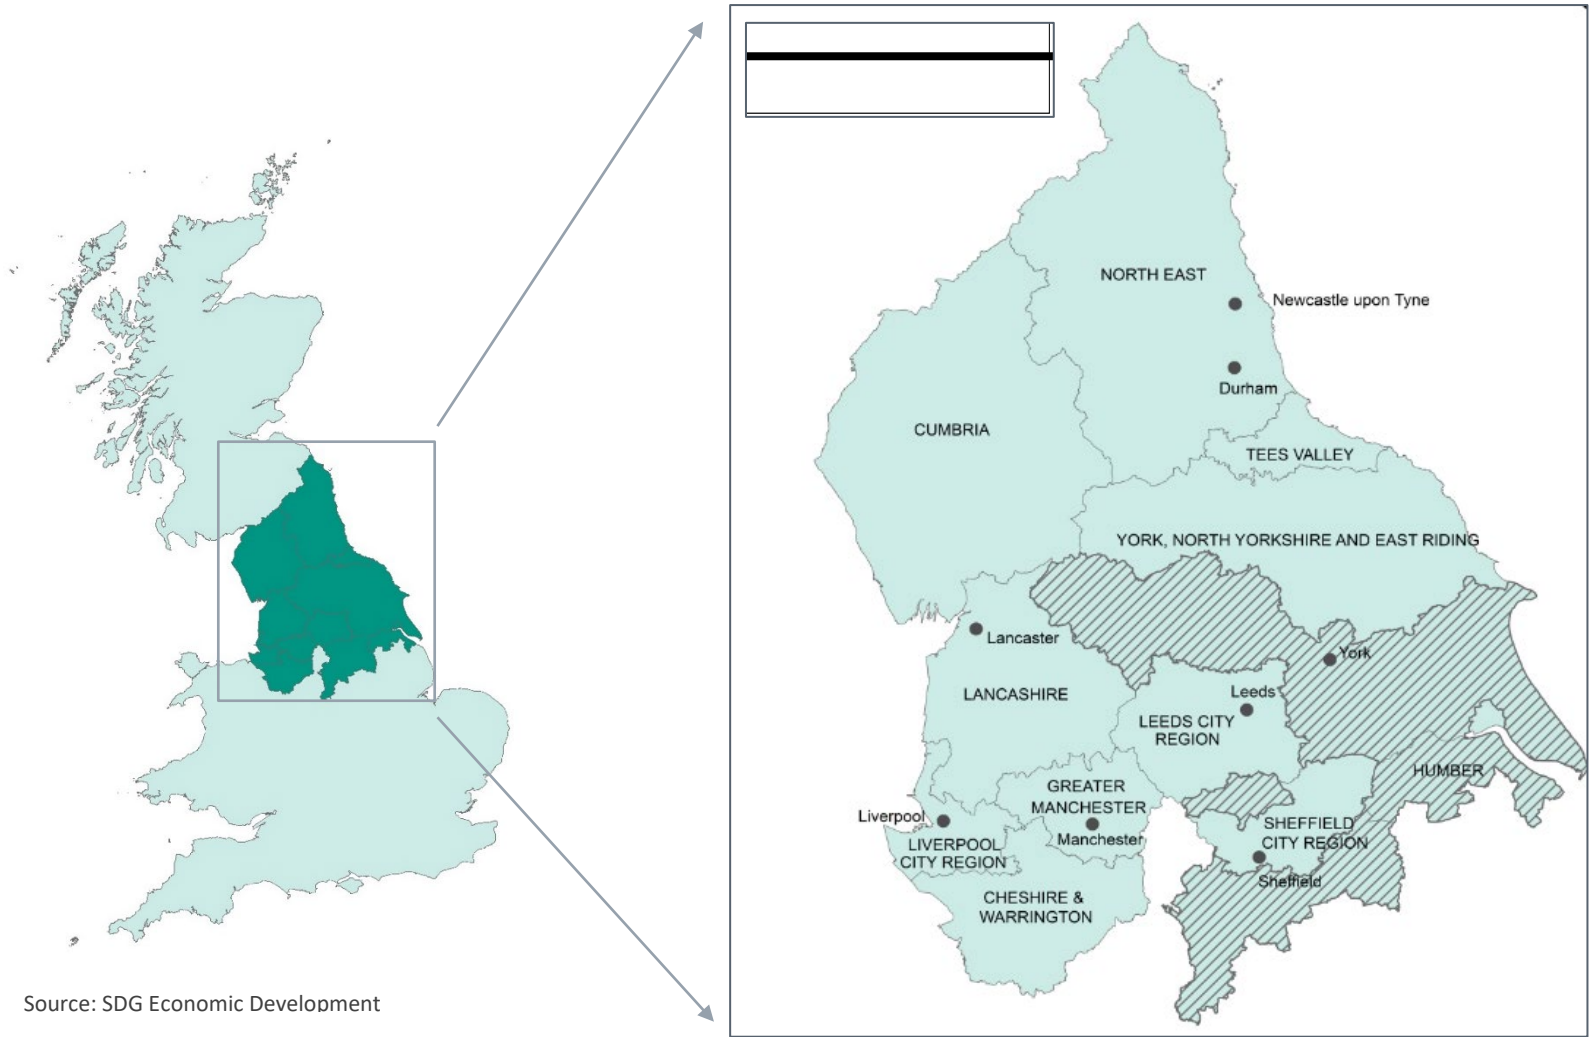 NORTH EAST
Newcastle upon Tyne
Durham
CUMBRIA
TEES VALLEY
YORK, NORTH YORKSHIRE AND EAST RIDING
Lancaster
York
LANCASHIRE
Leeds
LEEDS CITY
REGION
HUMBER
GREATER
MANCHESTER
Liverpool
Manchester
SHEFFIELD
CITY REGION
LIVERPOOL
CITY REGION
Sheffield
CHESHIRE &
WARRINGTON
Source: SDG Economic Development